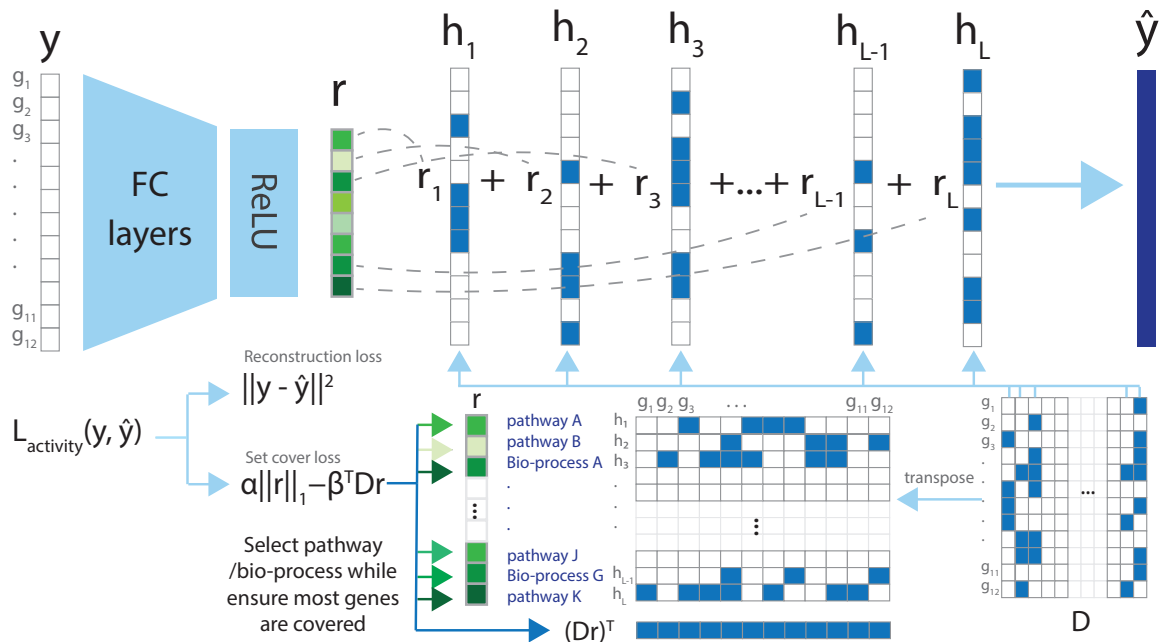 y
g1
g2
g3
.
.
.
.
.
g11
g12
FC
layers
ReLU
r
h1
h2
h3
hL-1
hL
ŷ
r1 + r2 + r3 +...+ rL-1 + rL
Reconstruction loss
||y - ŷ||²
Lactivity(y, ŷ)
Set cover loss
α||r||1−βᵀDr
Select pathway
/bio-process while
ensure most genes
are covered
r
pathway A
pathway B
Bio-process A
.
.
.
pathway J
Bio-process G
pathway K
g1 g2 g3 ... g11 g12
h1
h2
h3
.
.
.
hL-1
hL
(Dr)ᵀ
transpose
g1
g2
g3
.
.
.
.
.
g11
g12
...
D